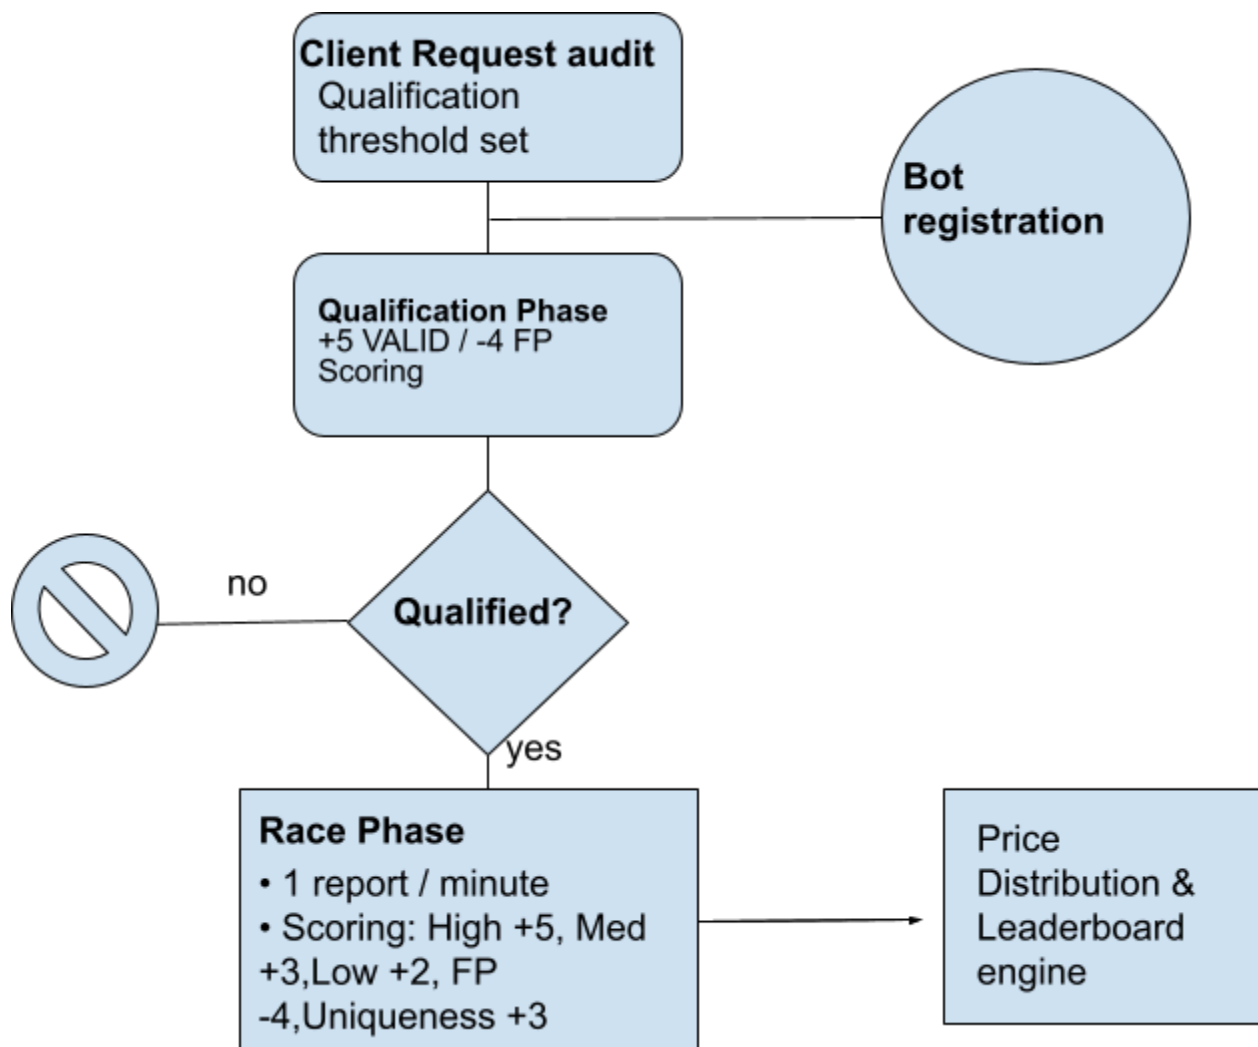 Client Request audit
Qualification
threshold set
Bot
registration
Qualification Phase
+5 VALID / -4 FP
Scoring
no
Qualified?
yes
Race Phase
• 1 report / minute
• Scoring: High +5, Med
+3,Low +2, FP
-4,Uniqueness +3
Price
Distribution &
Leaderboard
engine